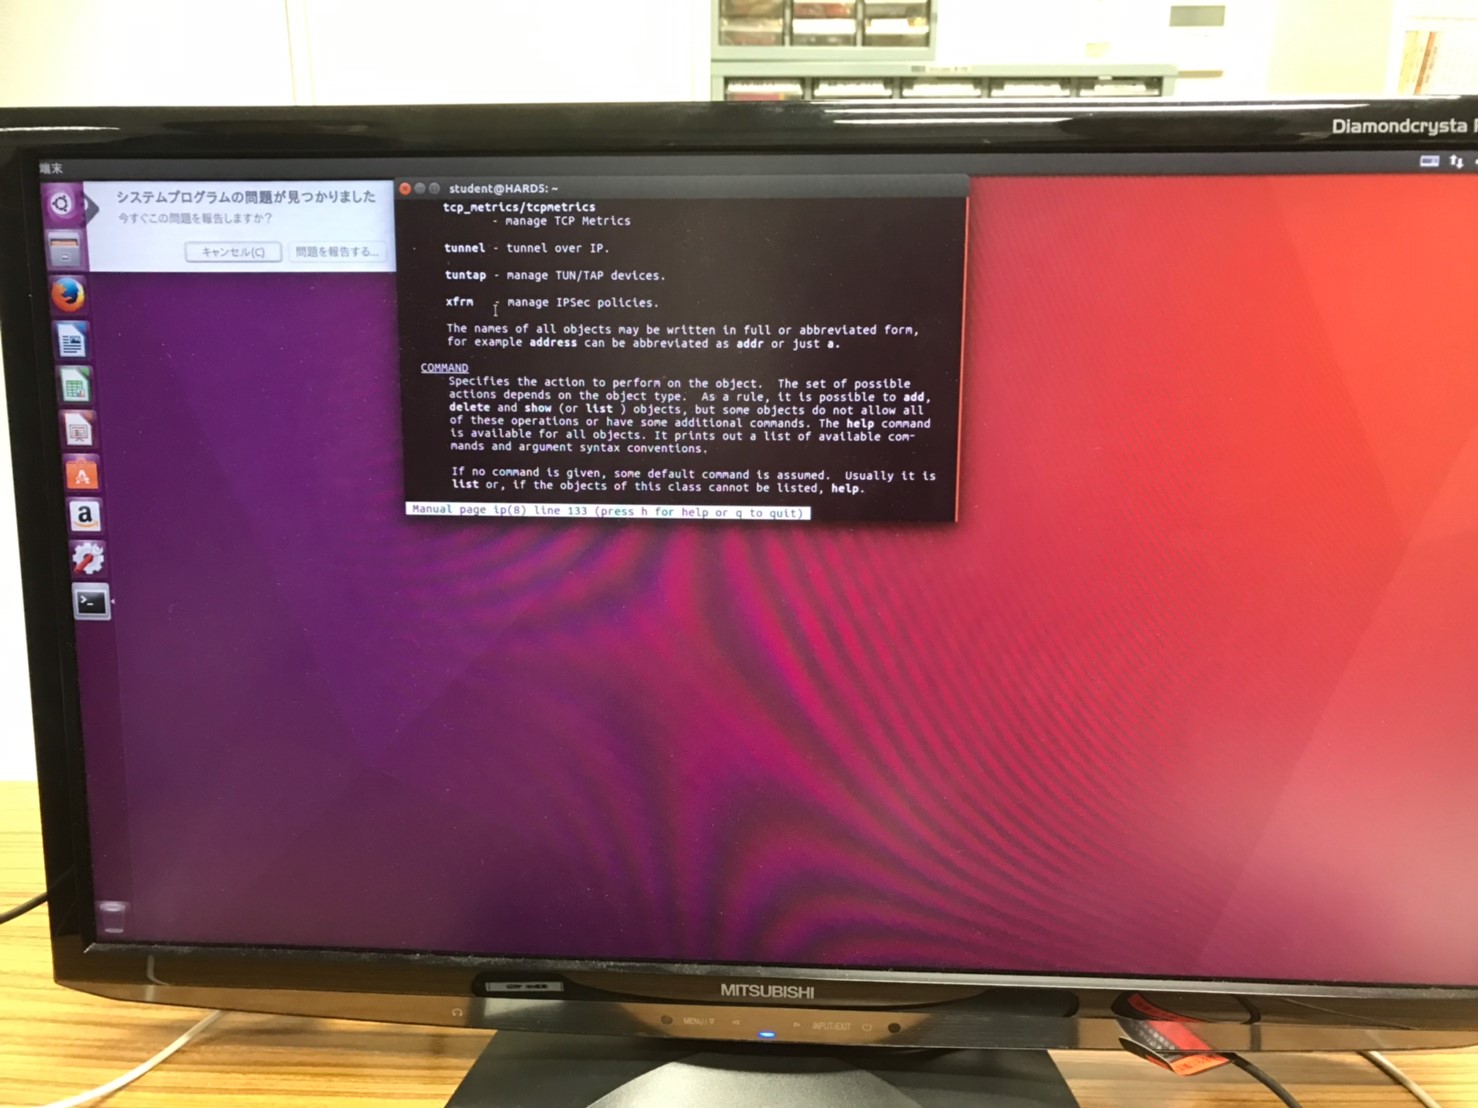 Diamondcrysta
端末
システムプログラムの問題が見つかりました
今すぐこの問題を報告しますか？
キャンセル(C)
問題を報告する...
student@HARDS: ~
tcp_metrics/tcpmetrics
- manage TCP Metrics
tunnel - tunnel over IP.
tuntap - manage TUN/TAP devices.
xfrm - manage IPSec policies.
The names of all objects may be written in full or abbreviated form,
for example address can be abbreviated as addr or just a.
COMMAND
Specifies the action to perform on the object. The set of possible
actions depends on the object type. As a rule, it is possible to add,
delete and show (or list ) objects, but some objects do not allow all
of these operations or have some additional commands. The help command
is available for all objects. It prints out a list of available com-
mands and argument syntax conventions.
If no command is given, some default command is assumed. Usually it is
list or, if the objects of this class cannot be listed, help.
Manual page ip(8) line 133 (press h for help or q to quit)
a
MITSUBISHI
MENU
INPUT/EXIT